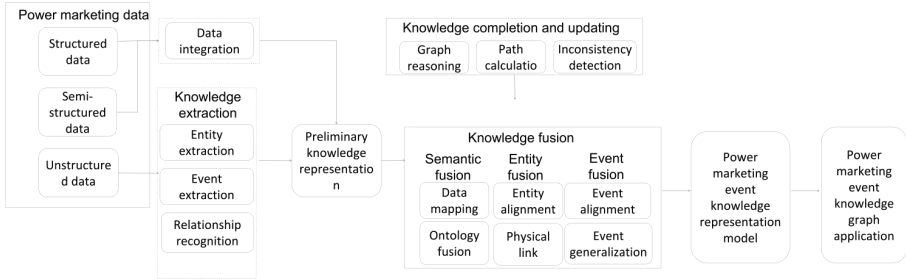 Power marketing data
Structured
data
Semi-
structured
data
Unstructure
d data
Data
integration
Knowledge
extraction
Entity
extraction
Event
extraction
Relationship
recognition
Preliminary
knowledge
representatio
n
Knowledge completion and updating
Graph
reasoning
Path
calculatio
Inconsistency
detection
Knowledge fusion
Semantic
fusion
Data
mapping
Ontology
fusion
Entity
fusion
Entity
alignment
Physical
link
Event
fusion
Event
alignment
Event
generalization
Power
marketing
event
knowledge
representation
model
Power
marketing
event
knowledge
graph
application